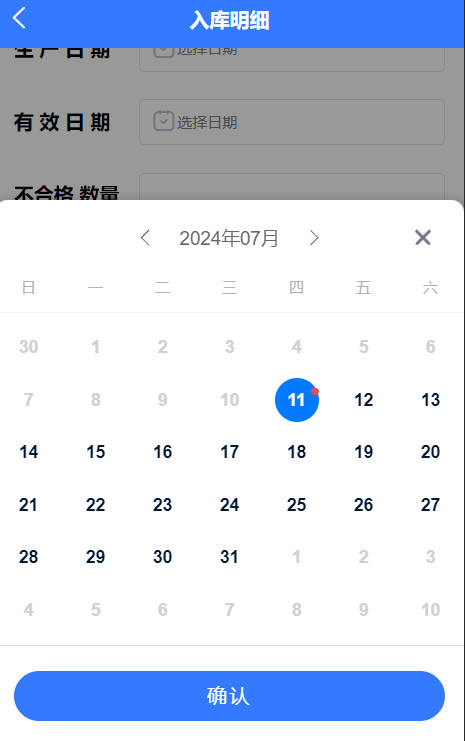 入库明细
生 产 日 期
选择日期
有 效 日 期
选择日期
不合格 数量
2024年07月
日 一 二 三 四 五 六
30 1 2 3 4 5 6
7 8 9 10 11 12 13
14 15 16 17 18 19 20
21 22 23 24 25 26 27
28 29 30 31 1 2 3
4 5 6 7 8 9 10
确认